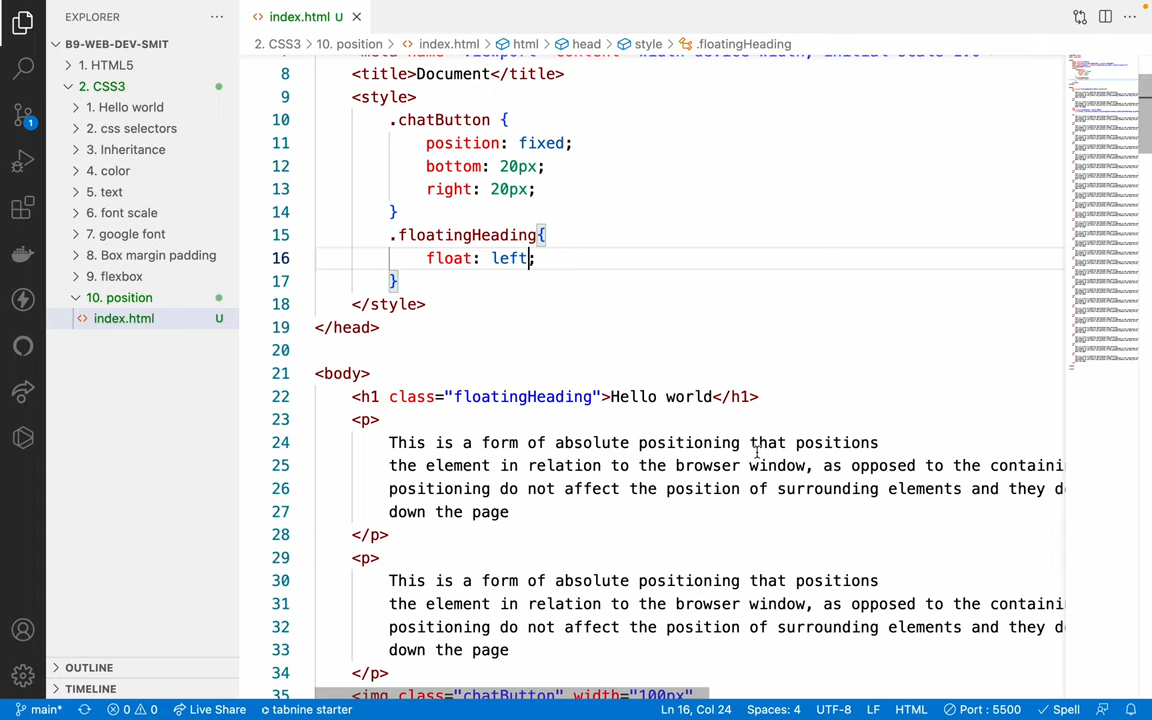 EXPLORER
index.html U
B9-WEB-DEV-SMIT
2. CSS3 > 10. position > index.html > html > head > style > .floatingHeading
1. HTML5
2. CSS3
1. Hello world
2. css selectors
3. Inheritance
4. color
5. text
6. font scale
7. google font
8. Box margin padding
9. flexbox
10. position
index.html U
1
OUTLINE
TIMELINE
8 <title>Document</title>
9 <style>
10 .chatButton {
11 position: fixed;
12 bottom: 20px;
13 right: 20px;
14 }
15 .floatingHeading{
16 float: left;
17 }
18 </style>
19 </head>
20
21 <body>
22 <h1 class="floatingHeading">Hello world</h1>
23 <p>
24 This is a form of absolute positioning that positions
25 the element in relation to the browser window, as opposed to the containi
26 positioning do not affect the position of surrounding elements and they d
27 down the page
28 </p>
29 <p>
30 This is a form of absolute positioning that positions
31 the element in relation to the browser window, as opposed to the containi
32 positioning do not affect the position of surrounding elements and they d
33 down the page
34 </p>
35 <img class="chatButton" width="100px"
main* 0 0 Live Share tabnine starter Ln 16, Col 24 Spaces: 4 UTF-8 LF HTML Port : 5500 Spell